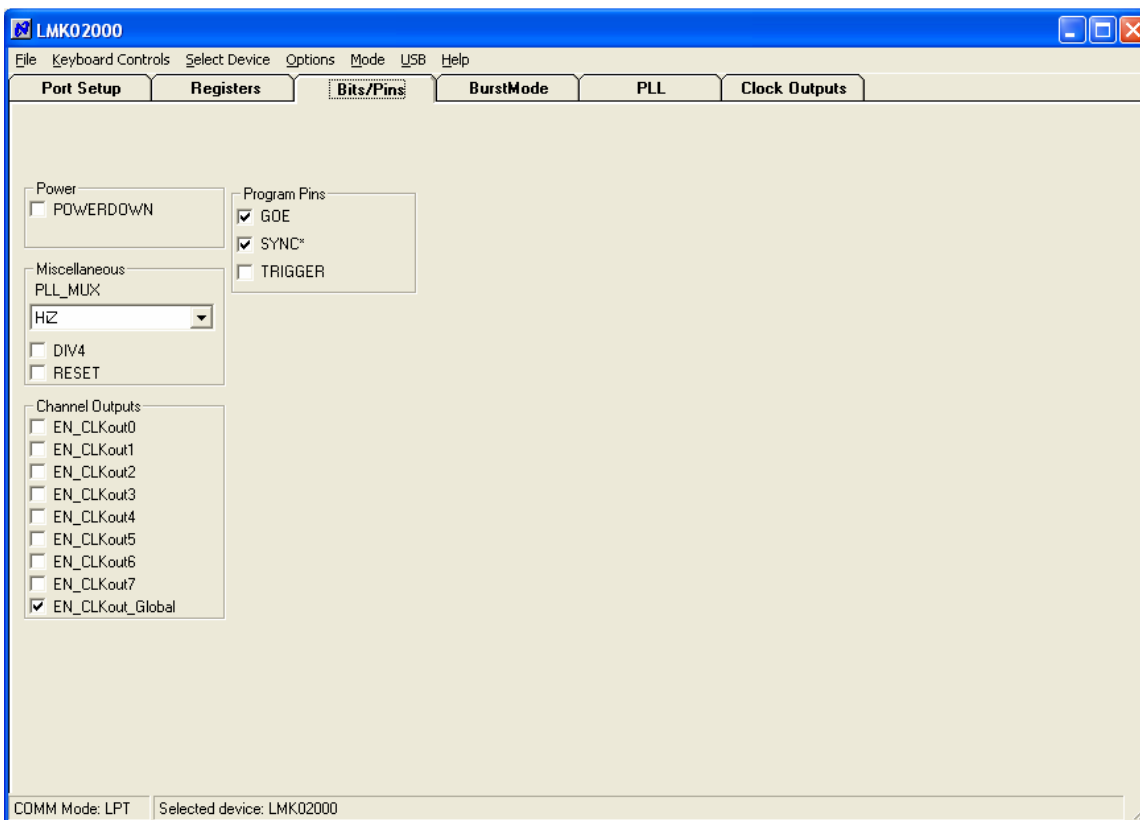 LMK02000
File Keyboard Controls Select Device Options Mode USB Help
Port Setup Registers Bits/Pins BurstMode PLL Clock Outputs
Power
POWERDOWN
Program Pins
GOE
SYNC*
TRIGGER
Miscellaneous
PLL_MUX
HiZ
DIV4
RESET
Channel Outputs
EN_CLKout0
EN_CLKout1
EN_CLKout2
EN_CLKout3
EN_CLKout4
EN_CLKout5
EN_CLKout6
EN_CLKout7
EN_CLKout_Global
COMM Mode: LPT Selected device: LMK02000